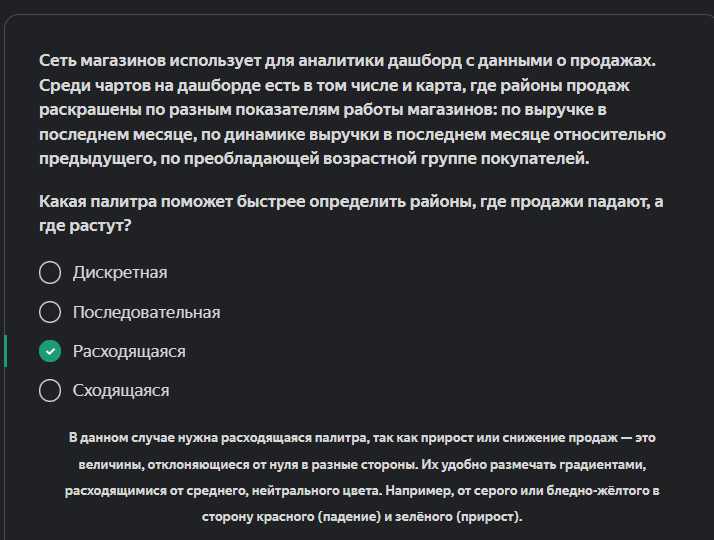 Сеть магазинов использует для аналитики дашборд с данными о продажах.
Среди чартов на дашборде есть в том числе и карта, где районы продаж
раскрашены по разным показателям работы магазинов: по выручке в
последнем месяце, по динамике выручки в последнем месяце относительно
предыдущего, по преобладающей возрастной группе покупателей.
Какая палитра поможет быстрее определить районы, где продажи падают, а
где растут?
Дискретная
Последовательная
Расходящаяся
Сходящаяся
В данном случае нужна расходящаяся палитра, так как прирост или снижение продаж — это
величины, отклоняющиеся от нуля в разные стороны. Их удобно размечать градиентами,
расходящимися от среднего, нейтрального цвета. Например, от серого или бледно-жёлтого в
сторону красного (падение) и зелёного (прирост).